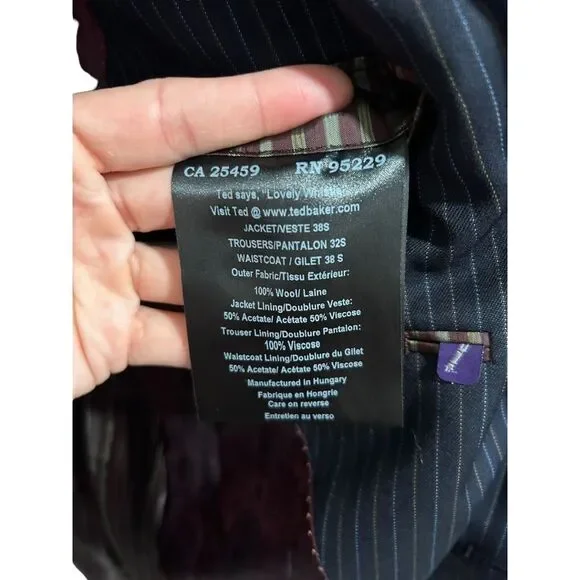 CA 25459 RN 95229
Ted says, "Lovely Whistle
Visit Ted @ www.tedbaker.com
JACKET/VESTE 38S
TROUSERS/PANTALON 32S
WAISTCOAT / GILET 38 S
Outer Fabric/Tissu Extérieur:
100% Wool/ Laine
Jacket Lining/Doublure Veste:
50% Acetate/ Acétate 50% Viscose
Trouser Lining/Doublure Pantalon:
100% Viscose
Waistcoat Lining/Doublure du Gilet
50% Acetate/ Acétate 50% Viscose
Manufactured in Hungary
Fabrique en Hongrie
Care on reverse
Entretien au verso